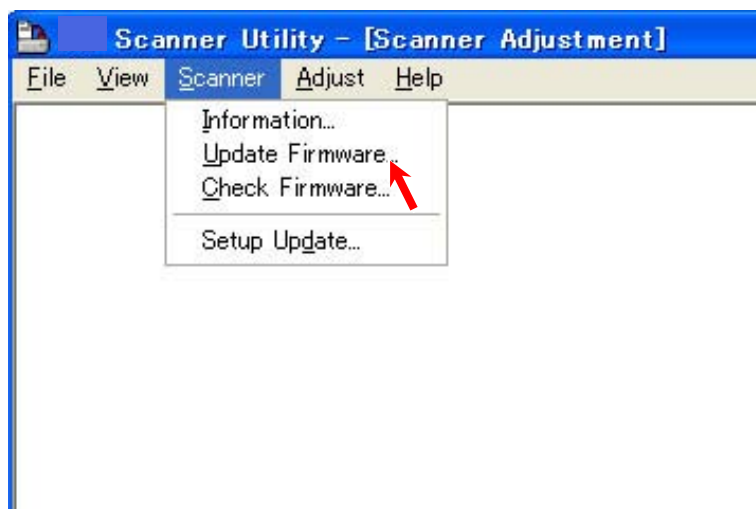 Scanner Utility - [Scanner Adjustment]
File View Scanner Adjust Help
Information...
Update Firmware...
Check Firmware...
Setup Update...